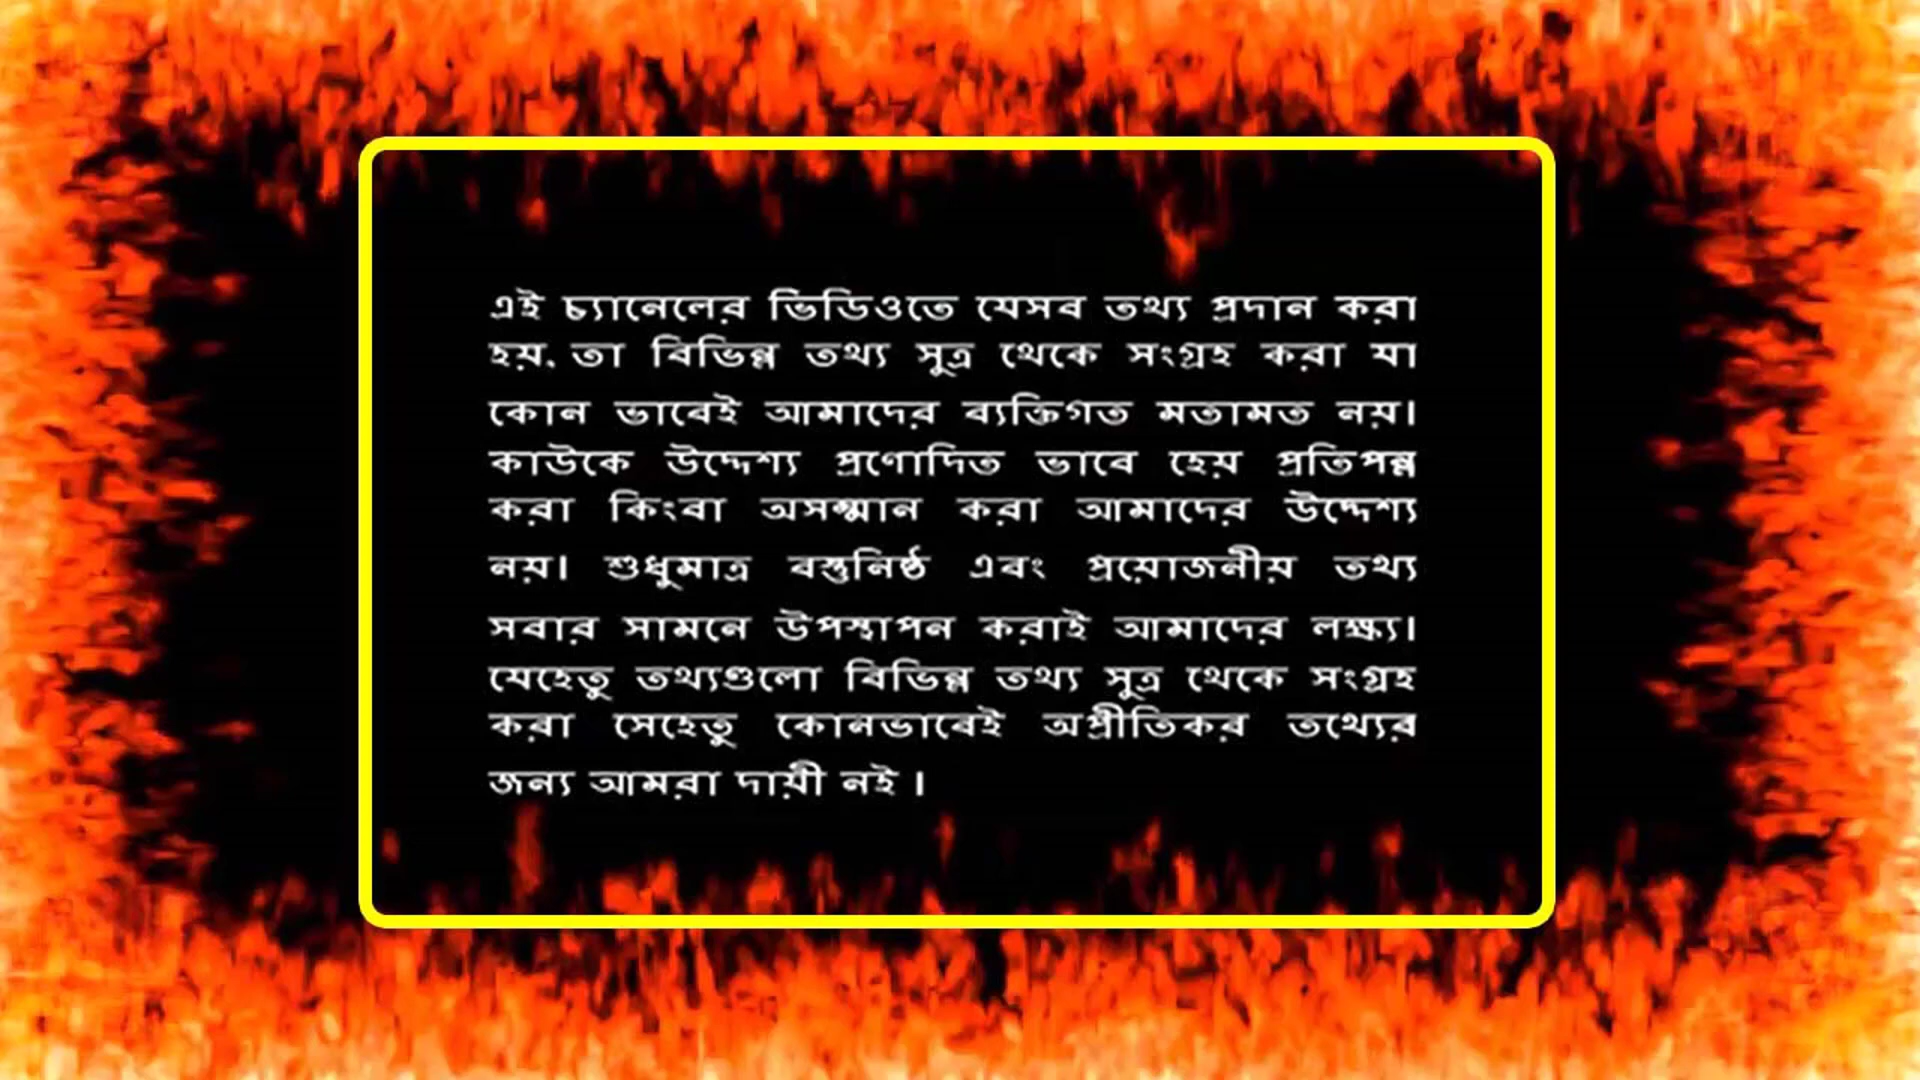 এই চ্যানেলের ভিডিওতে যেসব তথ্য প্রদান করা
হয়. তা বিভিন্ন তথ্য সুত্র থেকে সংগ্রহ করা যা
কোন ভাবেই আমাদের ব্যক্তিগত মতামত নয়।
কাউকে উদ্দেশ্য প্রণোদিত ভাবে হেয় প্রতিপন্ন
করা কিংবা অসম্মান করা আমাদের উদ্দেশ্য
নয়। শুধুমাত্র বস্তুনিষ্ঠ এবং প্রয়োজনীয় তথ্য
সবার সামনে উপস্থাপন করাই আমাদের লক্ষ্য।
যেহেতু তথ্যগুলো বিভিন্ন তথ্য সুত্র থেকে সংগ্রহ
করা সেহেতু কোনভাবেই অপ্রীতিকর তথ্যের
জন্য আমরা দায়ী নই ।